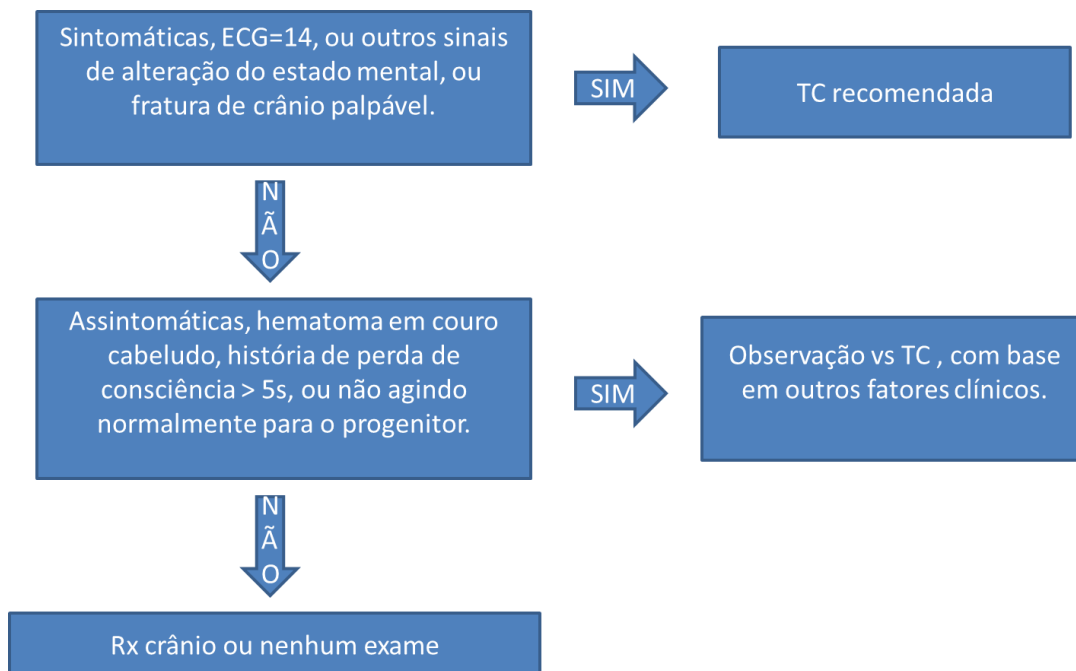 Sintomáticas, ECG=14, ou outros sinais
de alteração do estado mental, ou
fratura de crânio palpável.
SIM
TC recomendada
N
Ã
O
Assintomáticas, hematoma em couro
cabeludo, história de perda de
consciência > 5s, ou não agindo
normalmente para o progenitor.
SIM
Observação vs TC , com base
em outros fatores clínicos.
N
Ã
O
Rx crânio ou nenhum exame